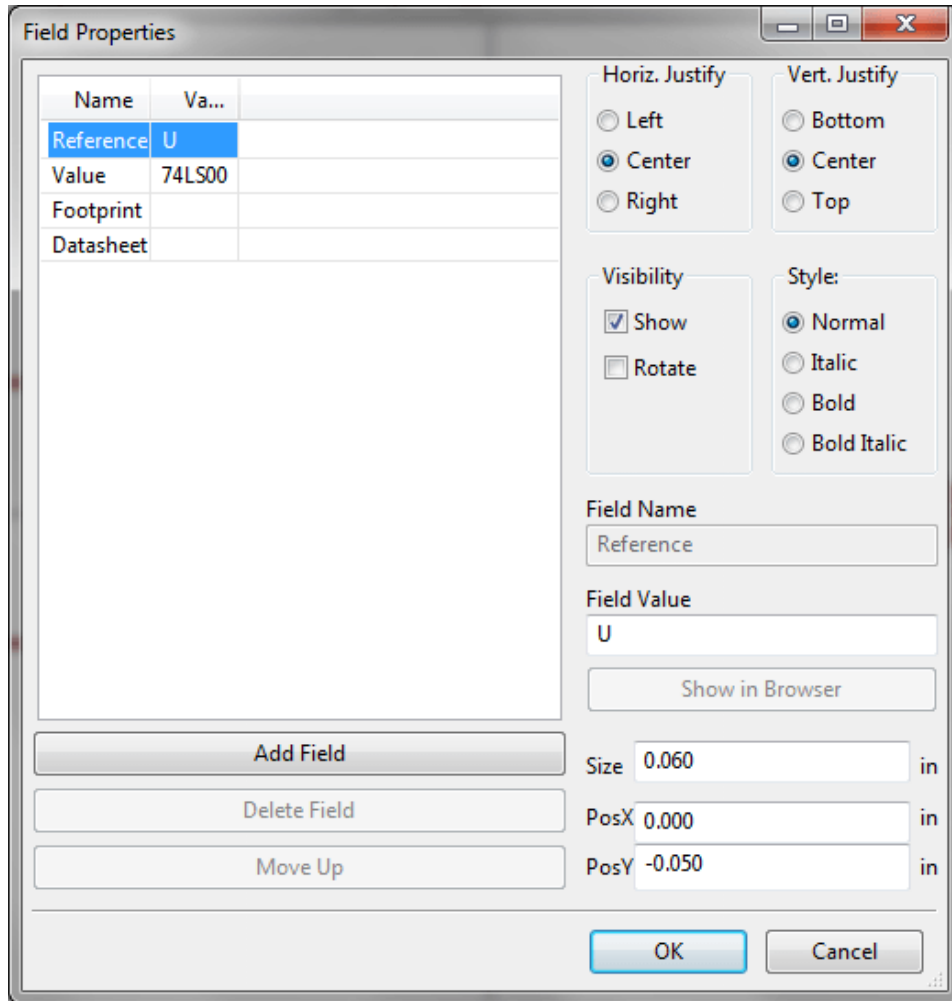 Field Properties
Name Va...
Reference U
Value 74LS00
Footprint
Datasheet
Add Field
Delete Field
Move Up
Horiz. Justify
Left
Center
Right
Vert. Justify
Bottom
Center
Top
Visibility
Show
Rotate
Style:
Normal
Italic
Bold
Bold Italic
Field Name
Reference
Field Value
U
Show in Browser
Size 0.060 in
PosX 0.000 in
PosY -0.050 in
OK Cancel